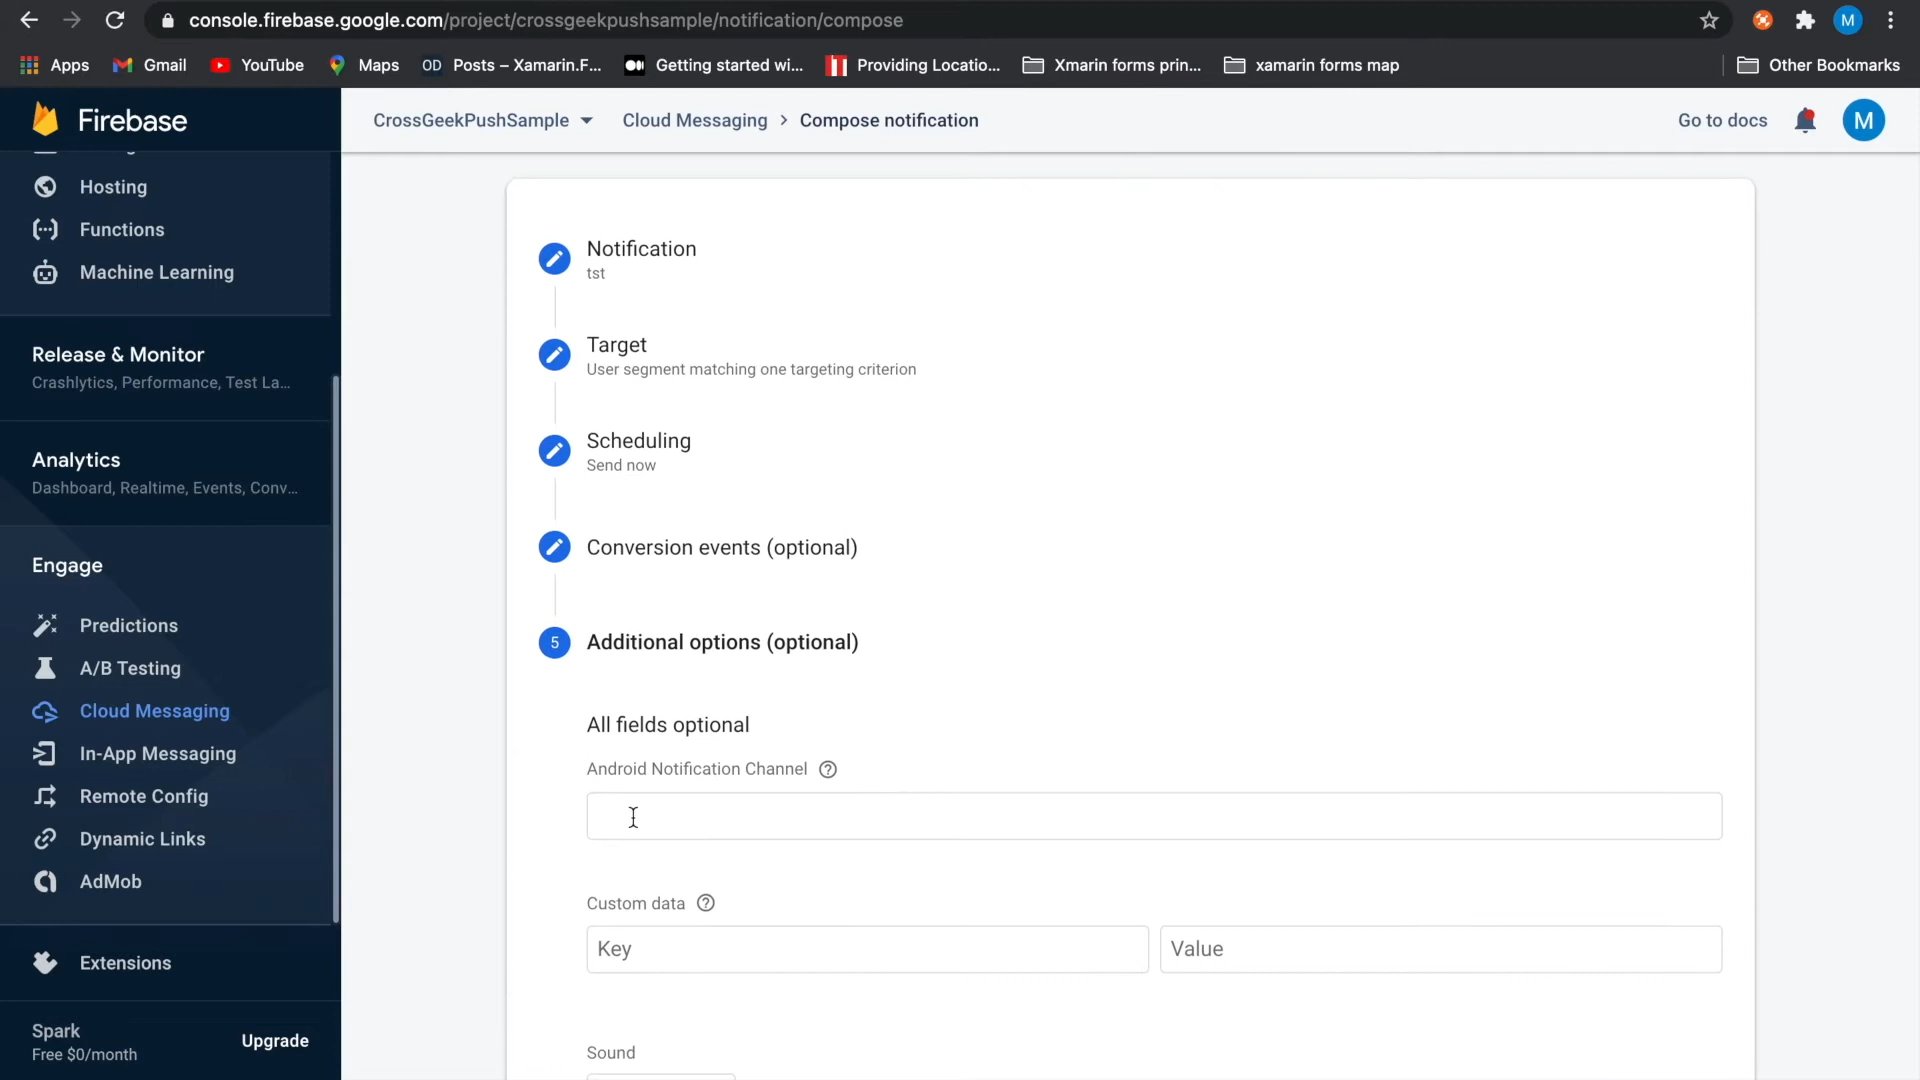 console.firebase.google.com/project/crossgeekpushsample/notification/compose
M
Apps
Gmail
YouTube
Maps
OD Posts – Xamarin.F...
Getting started wi...
Providing Locatio...
Xmarin forms prin...
xamarin forms map
Other Bookmarks
Firebase
CrossGeekPushSample
Cloud Messaging > Compose notification
Go to docs
M
Hosting
Functions
Machine Learning
Release & Monitor
Crashlytics, Performance, Test La...
Analytics
Dashboard, Realtime, Events, Conv...
Engage
Predictions
A/B Testing
Cloud Messaging
In-App Messaging
Remote Config
Dynamic Links
AdMob
Extensions
Spark
Free $0/month
Upgrade
Notification
tst
Target
User segment matching one targeting criterion
Scheduling
Send now
Conversion events (optional)
5 Additional options (optional)
All fields optional
Android Notification Channel ?
Custom data ?
Key
Value
Sound